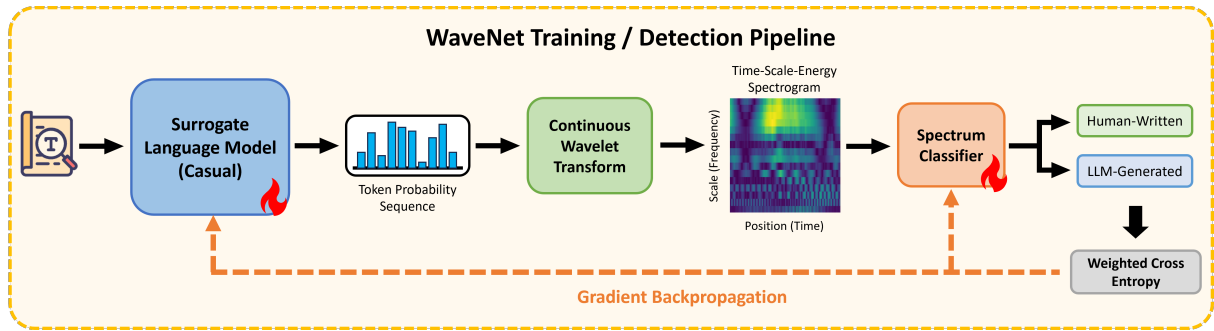 WaveNet Training / Detection Pipeline
T
Surrogate
Language Model
(Casual)
Token Probability
Sequence
Continuous
Wavelet
Transform
Time-Scale-Energy
Spectrogram
Scale (Frequency)
Position (Time)
Spectrum
Classifier
Human-Written
LLM-Generated
Weighted Cross
Entropy
Gradient Backpropagation